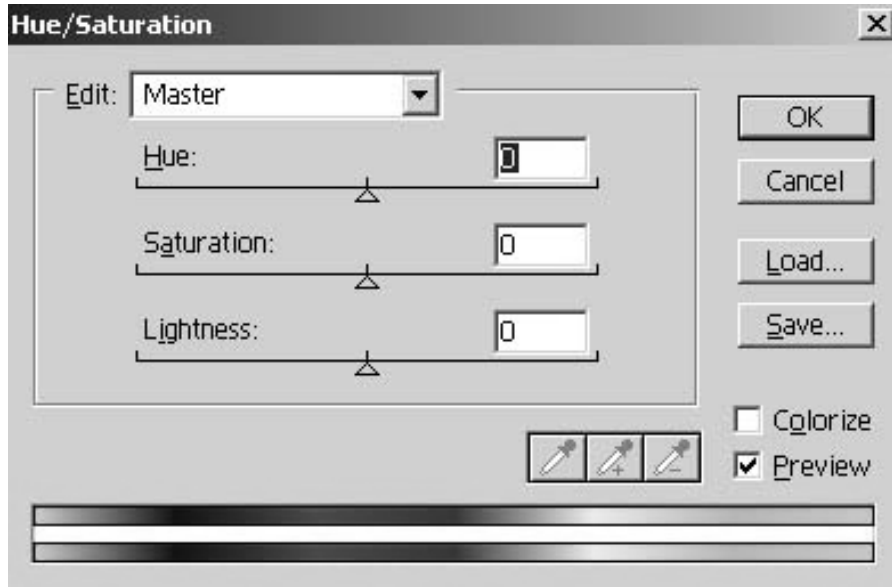 Hue/Saturation
Edit: Master
Hue: 0
Saturation: 0
Lightness: 0
OK
Cancel
Load...
Save...
Colorize
Preview